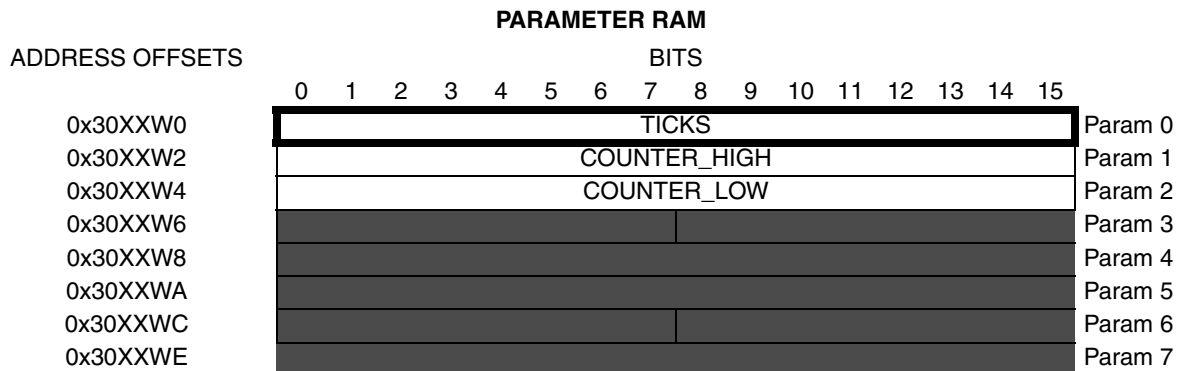 PARAMETER RAM
ADDRESS OFFSETS BITS
0 1 2 3 4 5 6 7 8 9 10 11 12 13 14 15
0x30XXW0 TICKS Param 0
0x30XXW2 COUNTER_HIGH Param 1
0x30XXW4 COUNTER_LOW Param 2
0x30XXW6 Param 3
0x30XXW8 Param 4
0x30XXWA Param 5
0x30XXWC Param 6
0x30XXWE Param 7